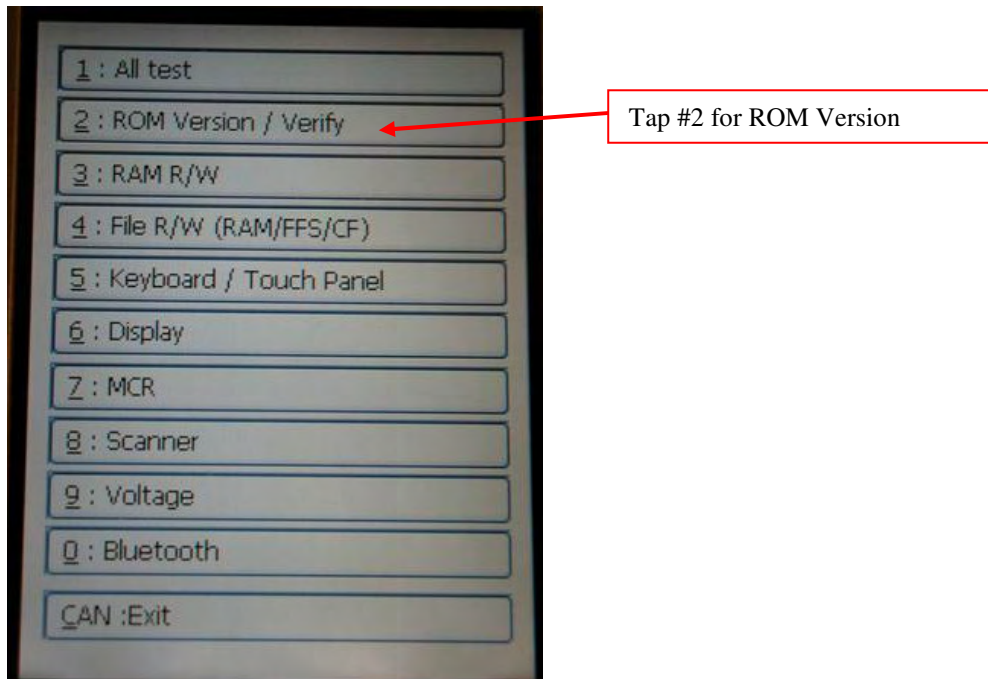 1 : All test
2 : ROM Version / Verify
Tap #2 for ROM Version
3 : RAM R/W
4 : File R/W (RAM/FFS/CF)
5 : Keyboard / Touch Panel
6 : Display
7 : MCR
8 : Scanner
9 : Voltage
0 : Bluetooth
CAN :Exit